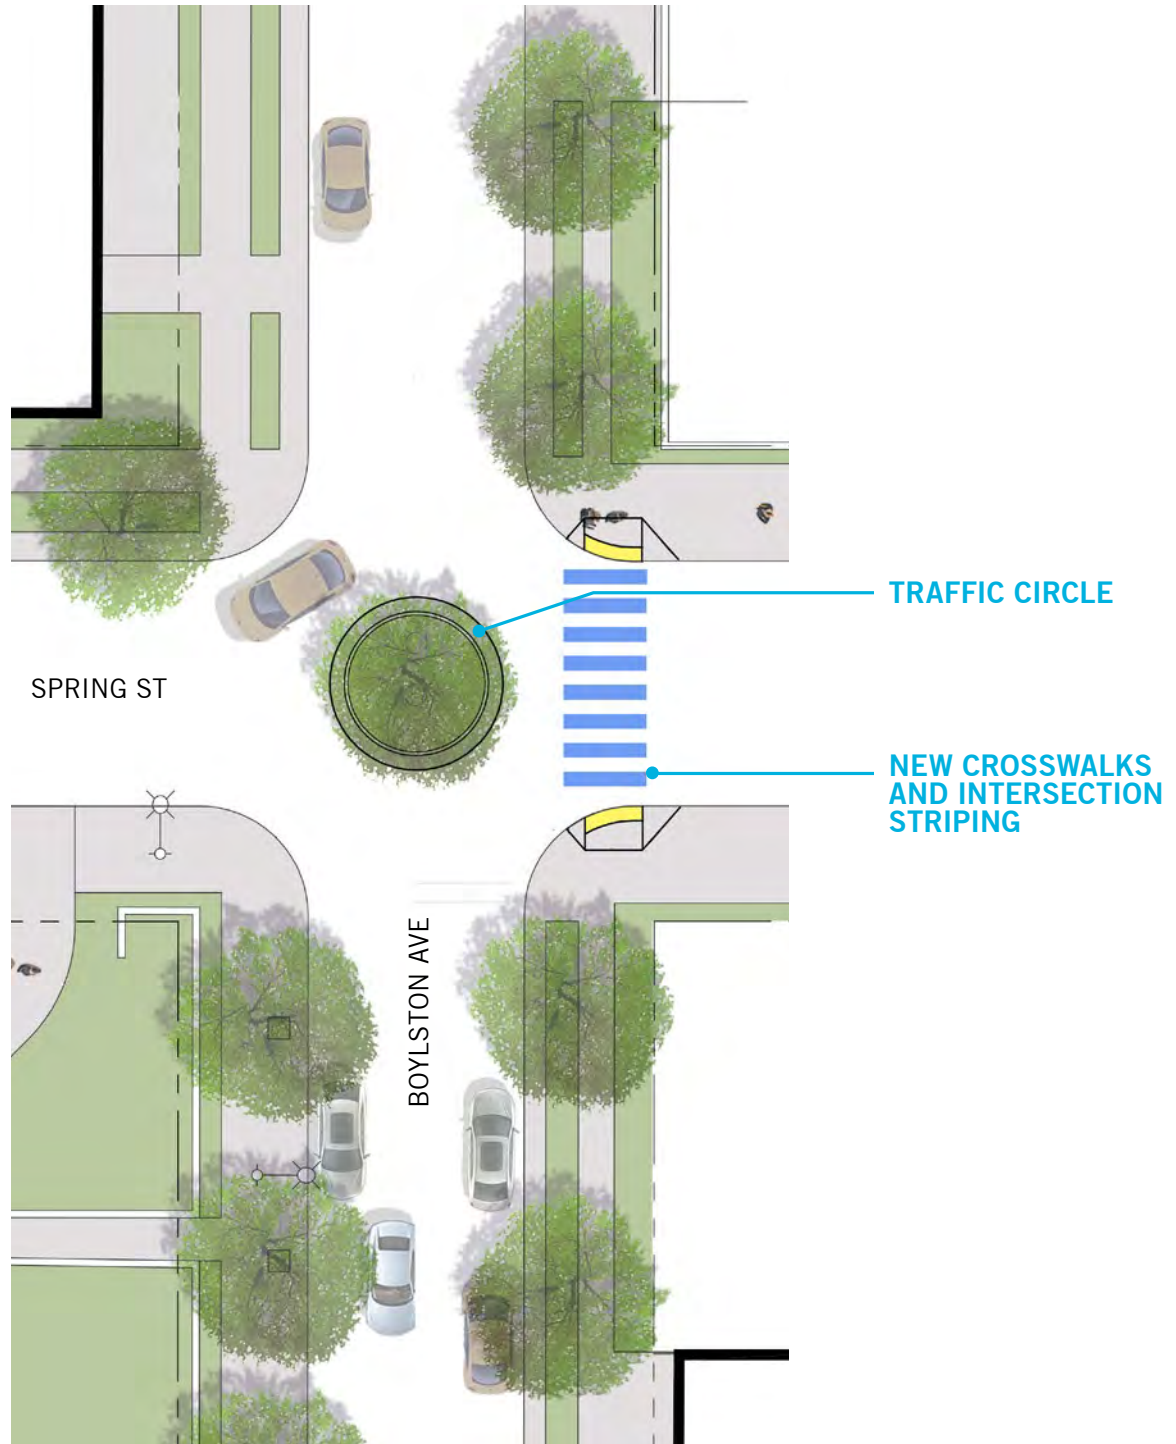 TRAFFIC CIRCLE
SPRING ST
NEW CROSSWALKS
AND INTERSECTION
STRIPING
BOYLSTON AVE